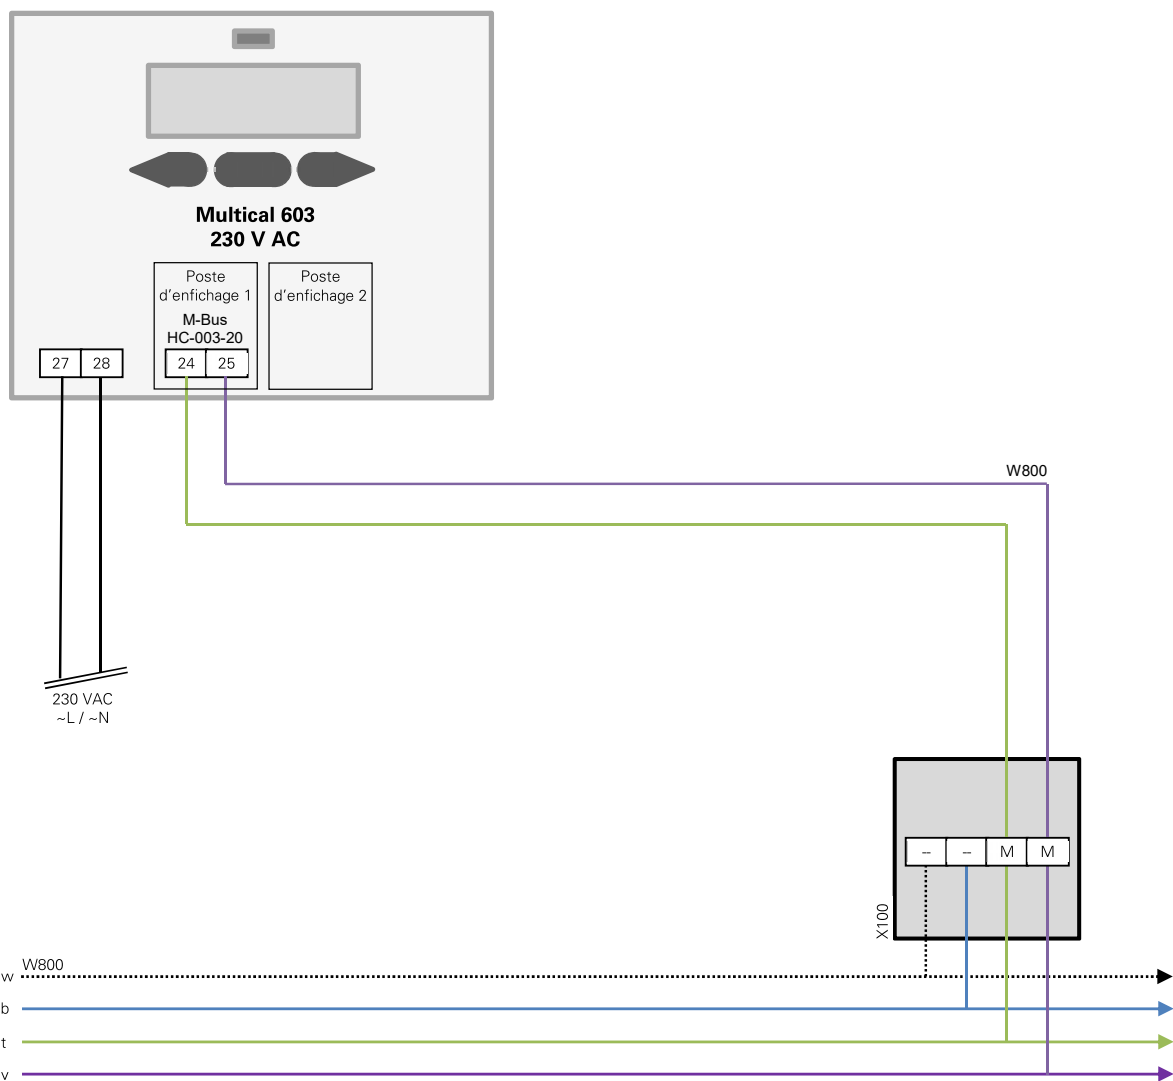 Multical 603
230 V AC
Poste
d'enfichage 1
Poste
d'enfichage 2
M-Bus
HC-003-20
27 28
24 25
W800
230 VAC
~L / ~N
-- -- M M
X100
W800
w
b
t
v